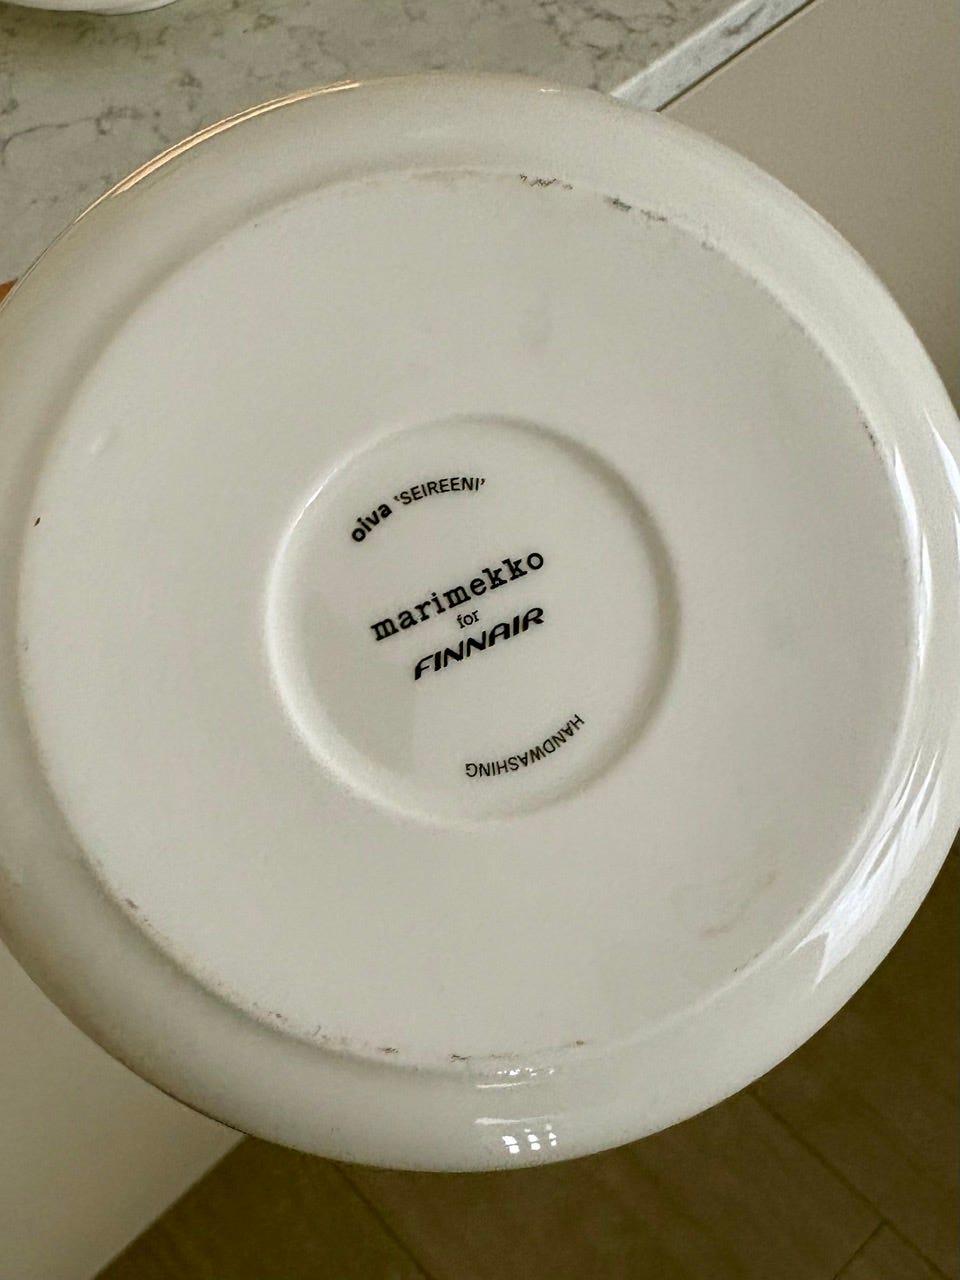 oiva 'SEIREENI'
marimekko
for
FINNAIR
HANDWASHING